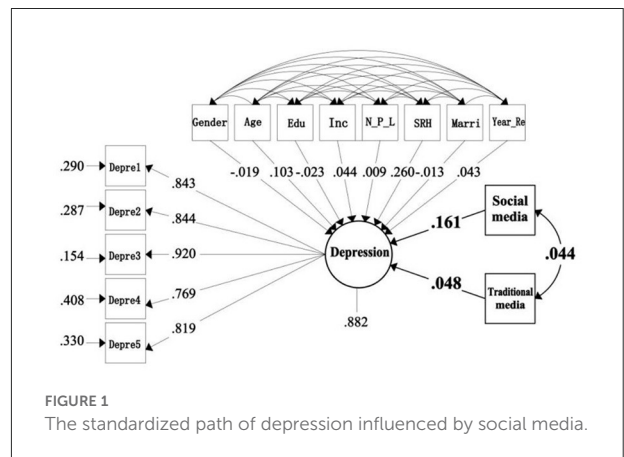 Gender Age Edu Inc N_P_L SRH Marri Year_Re
-.019 .103 -.023 .044 .009 .260 -.013 .043
.290 Depre1 .843
.287 Depre2 .844
.154 Depre3 .920
.408 Depre4 .769
.330 Depre5 .819
Depression
.882
Social
media
.161
.044
Traditional
media
.048
FIGURE 1
The standardized path of depression influenced by social media.